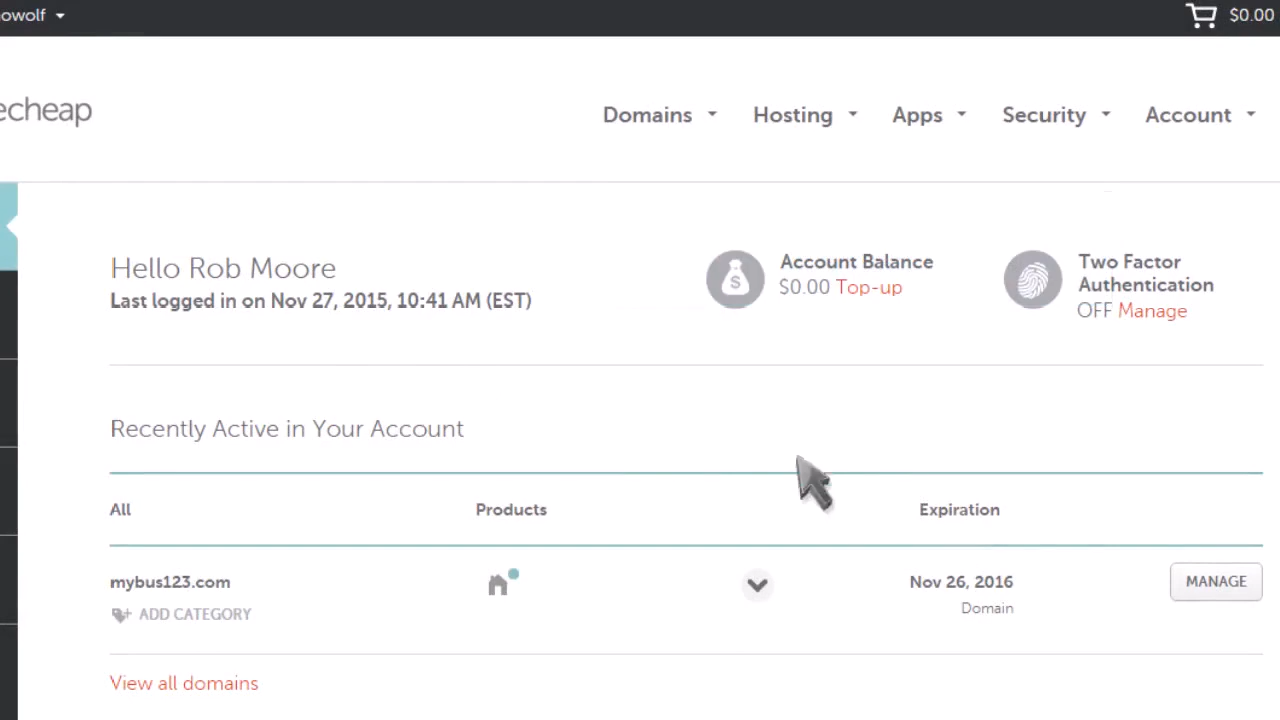 owolf
$0.00
echeap
Domains
Hosting
Apps
Security
Account
Hello Rob Moore
Last logged in on Nov 27, 2015, 10:41 AM (EST)
Account Balance
$0.00 Top-up
Two Factor
Authentication
OFF Manage
Recently Active in Your Account
All
Products
Expiration
mybus123.com
Nov 26, 2016
MANAGE
ADD CATEGORY
Domain
View all domains